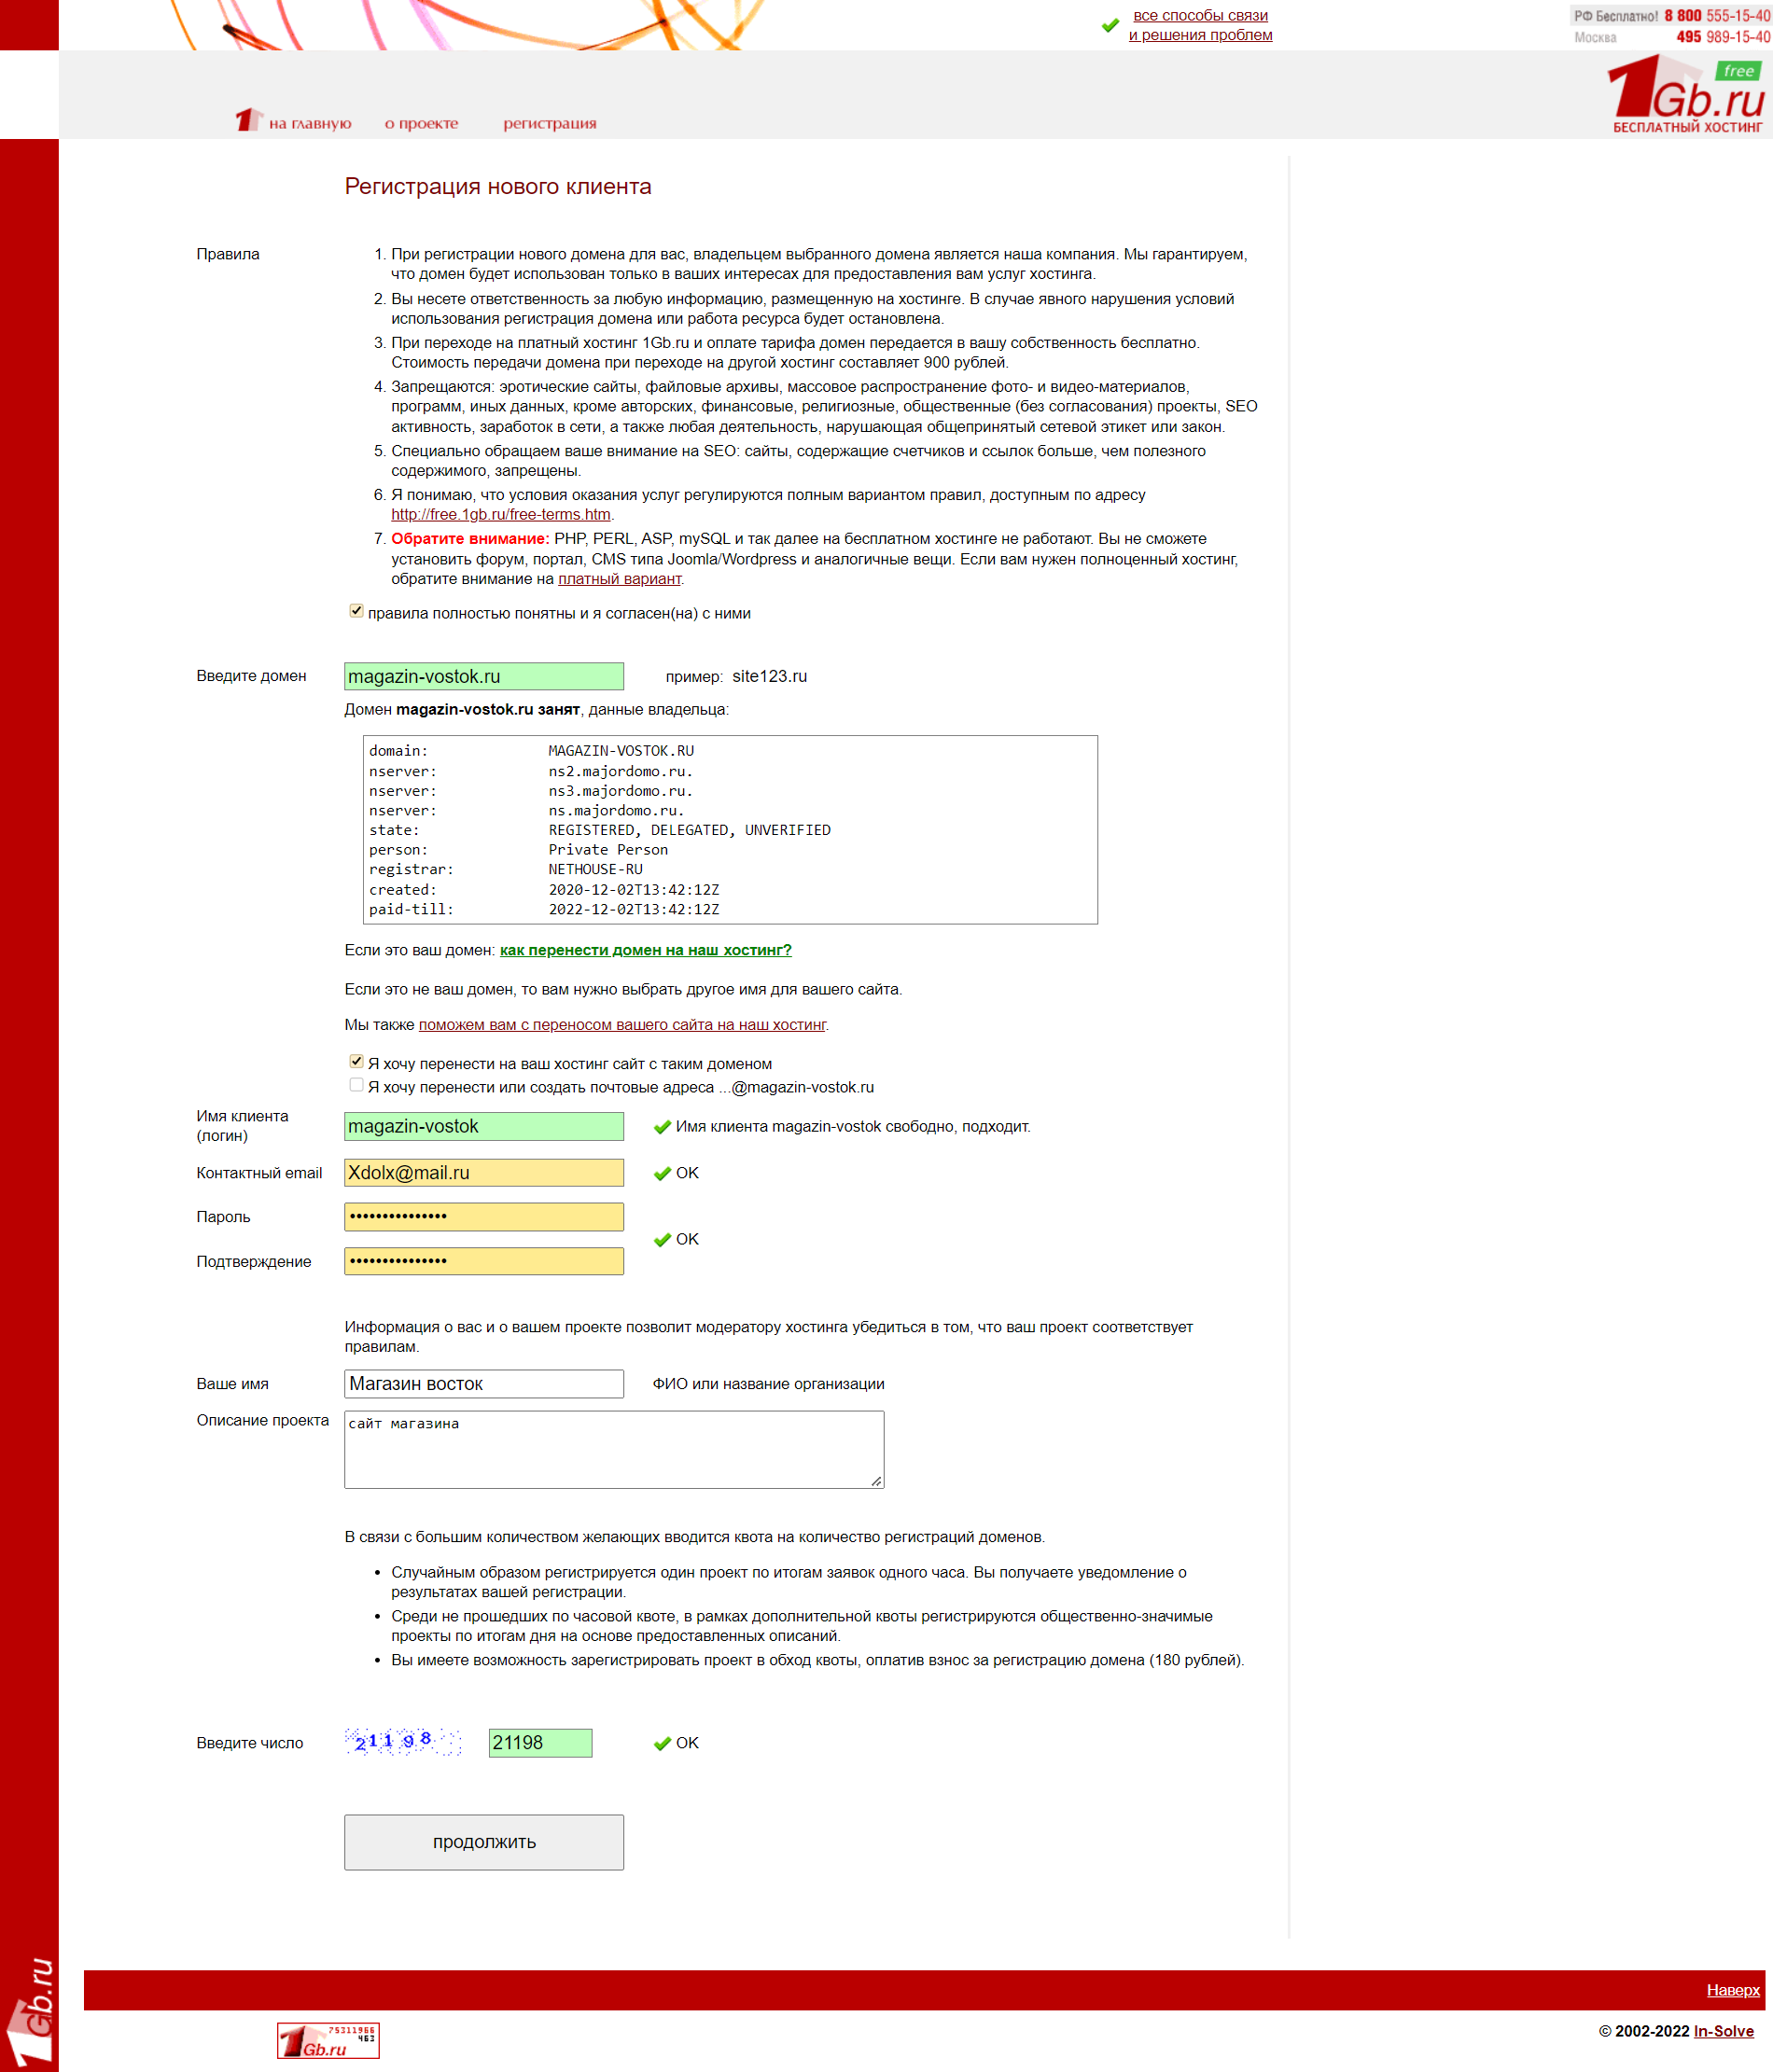 все способы связи
и решения проблем
РФ Бесплатно! 8 800 555-15-40
Москва 495 989-15-40
free
1Gb.ru
БЕСПЛАТНЫЙ ХОСТИНГ
на главную о проекте регистрация
Регистрация нового клиента
Правила
1. При регистрации нового домена для вас, владельцем выбранного домена является наша компания. Мы гарантируем,
что домен будет использован только в ваших интересах для предоставления вам услуг хостинга.
2. Вы несете ответственность за любую информацию, размещенную на хостинге. В случае явного нарушения условий
использования регистрация домена или работа ресурса будет остановлена.
3. При переходе на платный хостинг 1Gb.ru и оплате тарифа домен передается в вашу собственность бесплатно.
Стоимость передачи домена при переходе на другой хостинг составляет 900 рублей.
4. Запрещаются: эротические сайты, файловые архивы, массовое распространение фото- и видео-материалов,
программ, иных данных, кроме авторских, финансовые, религиозные, общественные (без согласования) проекты, SEO
активность, заработок в сети, а также любая деятельность, нарушающая общепринятый сетевой этикет или закон.
5. Специально обращаем ваше внимание на SEO: сайты, содержащие счетчиков и ссылок больше, чем полезного
содержимого, запрещены.
6. Я понимаю, что условия оказания услуг регулируются полным вариантом правил, доступным по адресу
http://free.1gb.ru/free-terms.htm.
7. Обратите внимание: PHP, PERL, ASP, mySQL и так далее на бесплатном хостинге не работают. Вы не сможете
установить форум, портал, CMS типа Joomla/Wordpress и аналогичные вещи. Если вам нужен полноценный хостинг,
обратите внимание на платный вариант.
правила полностью понятны и я согласен(на) с ними
Введите домен magazin-vostok.ru пример: site123.ru
Домен magazin-vostok.ru занят, данные владельца:
domain: MAGAZIN-VOSTOK.RU
nserver: ns2.majordomo.ru.
nserver: ns3.majordomo.ru.
nserver: ns.majordomo.ru.
state: REGISTERED, DELEGATED, UNVERIFIED
person: Private Person
registrar: NETHOUSE-RU
created: 2020-12-02T13:42:12Z
paid-till: 2022-12-02T13:42:12Z
Если это ваш домен: как перенести домен на наш хостинг?
Если это не ваш домен, то вам нужно выбрать другое имя для вашего сайта.
Мы также поможем вам с переносом вашего сайта на наш хостинг.
Я хочу перенести на ваш хостинг сайт с таким доменом
Я хочу перенести или создать почтовые адреса ...@magazin-vostok.ru
Имя клиента
(логин)
magazin-vostok Имя клиента magazin-vostok свободно, подходит.
Контактный email Xdolx@mail.ru OK
Пароль •••••••••••••••
OK
Подтверждение •••••••••••••••
Информация о вас и о вашем проекте позволит модератору хостинга убедиться в том, что ваш проект соответствует
правилам.
Ваше имя Магазин восток ФИО или название организации
Описание проекта сайт магазина
В связи с большим количеством желающих вводится квота на количество регистраций доменов.
• Случайным образом регистрируется один проект по итогам заявок одного часа. Вы получаете уведомление о
результатах вашей регистрации.
• Среди не прошедших по часовой квоте, в рамках дополнительной квоты регистрируются общественно-значимые
проекты по итогам дня на основе предоставленных описаний.
• Вы имеете возможность зарегистрировать проект в обход квоты, оплатив взнос за регистрацию домена (180 рублей).
Введите число 21198 21198 OK
продолжить
1Gb.ru
Наверх
75311966
463
1Gb.ru
© 2002-2022 In-Solve